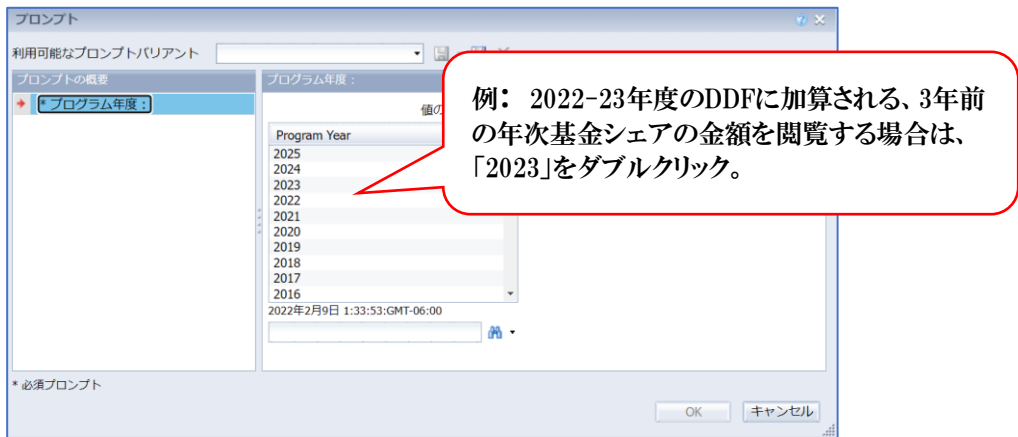 プロンプト
利用可能なプロンプトバリアント
プロンプトの概要
* プログラム年度：
プログラム年度：
値の
Program Year
2025
2024
2023
2022
2021
2020
2019
2018
2017
2016
2022年2月9日 1:33:53:GMT-06:00
例： 2022-23年度のDDFに加算される、3年前
の年次基金シェアの金額を閲覧する場合は、
「2023」をダブルクリック。
* 必須プロンプト
OK
キャンセル